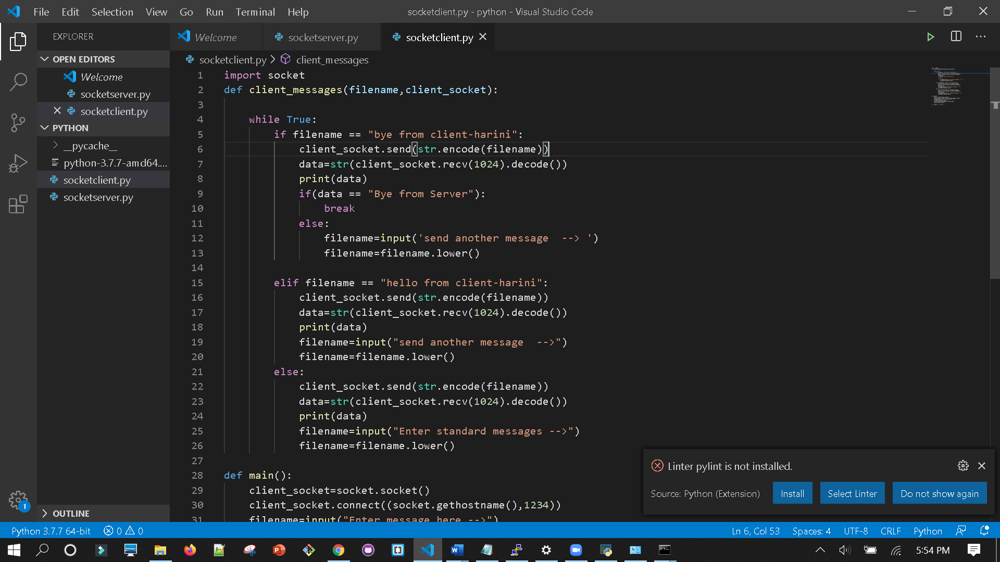 File Edit Selection View Go Run Terminal Help
socketclient.py - python - Visual Studio Code
EXPLORER
Welcome socketserver.py socketclient.py
OPEN EDITORS
Welcome
socketserver.py
socketclient.py
PYTHON
__pycache__
python-3.7.7-amd64....
socketclient.py
socketserver.py
OUTLINE
1
socketclient.py > client_messages
1 import socket
2 def client_messages(filename,client_socket):
3
4     while True:
5         if filename == "bye from client-harini":
6             client_socket.send(str.encode(filename))
7             data=str(client_socket.recv(1024).decode())
8             print(data)
9             if(data == "Bye from Server"):
10                 break
11             else:
12                 filename=input('send another message  --> ')
13                 filename=filename.lower()
14
15         elif filename == "hello from client-harini":
16             client_socket.send(str.encode(filename))
17             data=str(client_socket.recv(1024).decode())
18             print(data)
19             filename=input("send another message  -->")
20             filename=filename.lower()
21         else:
22             client_socket.send(str.encode(filename))
23             data=str(client_socket.recv(1024).decode())
24             print(data)
25             filename=input("Enter standard messages -->")
26             filename=filename.lower()
27
28 def main():
29     client_socket=socket.socket()
30     client_socket.connect((socket.gethostname(),1234))
31     filename=input("Enter message here -->")
Linter pylint is not installed.
Source: Python (Extension) Install Select Linter Do not show again
Python 3.7.7 64-bit 0 0 Ln 6, Col 53 Spaces: 4 UTF-8 CRLF Python
5:54 PM